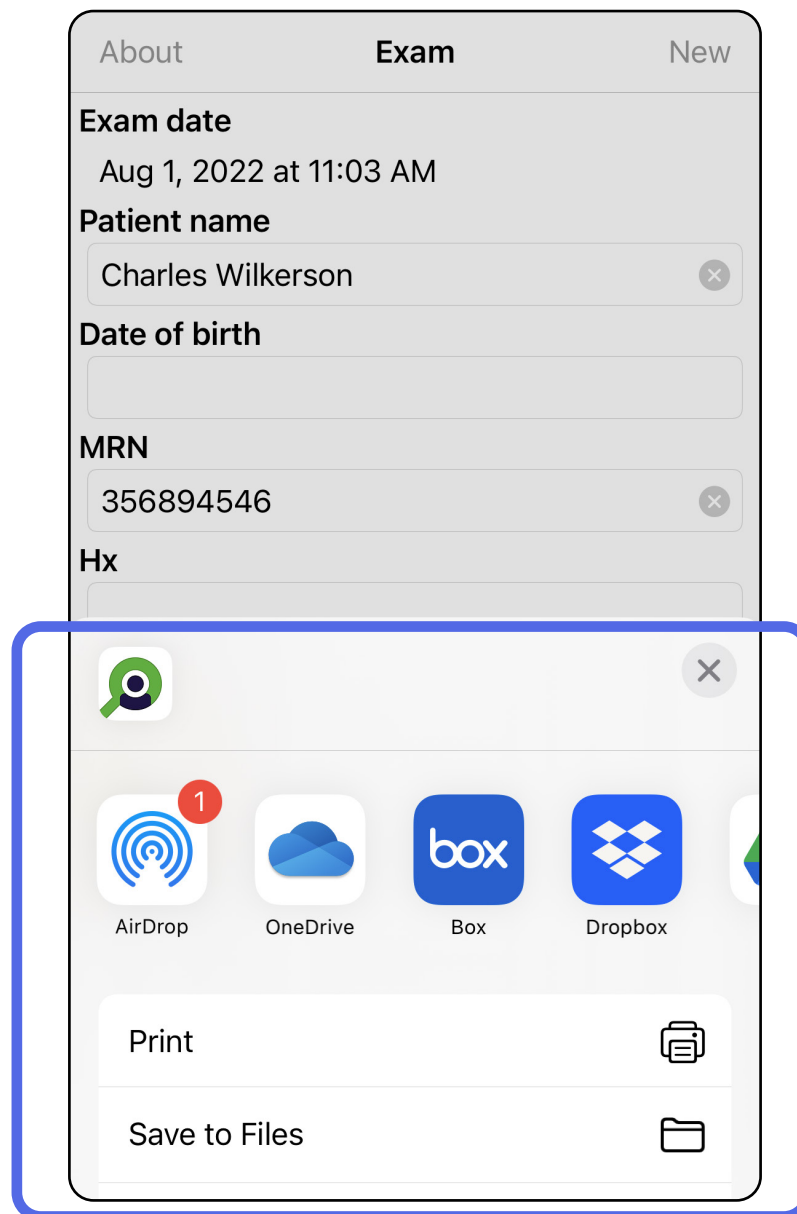 About Exam New
Exam date
Aug 1, 2022 at 11:03 AM
Patient name
Charles Wilkerson
Date of birth
MRN
356894546
Hx
1
box
AirDrop OneDrive Box Dropbox
Print
Save to Files